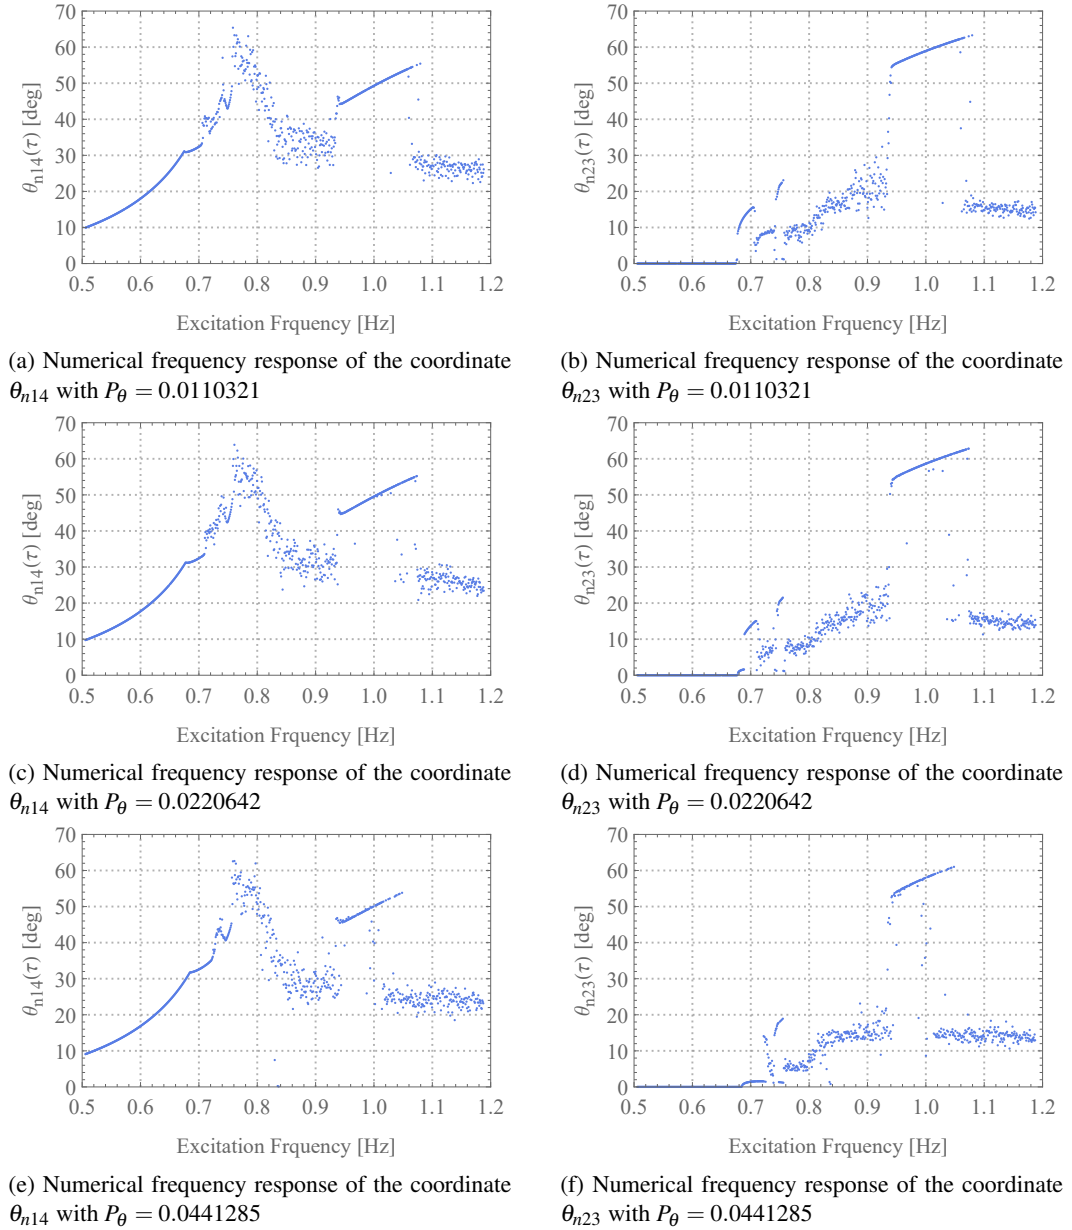 70
60
50
40
30
20
10
0
θn14(τ) [deg]
0.5 0.6 0.7 0.8 0.9 1.0 1.1 1.2
Excitation Frquency [Hz]
70
60
50
40
30
20
10
0
θn23(τ) [deg]
0.5 0.6 0.7 0.8 0.9 1.0 1.1 1.2
Excitation Frquency [Hz]
(a) Numerical frequency response of the coordinate
θn14 with Pθ = 0.0110321
(b) Numerical frequency response of the coordinate
θn23 with Pθ = 0.0110321
70
60
50
40
30
20
10
0
θn14(τ) [deg]
0.5 0.6 0.7 0.8 0.9 1.0 1.1 1.2
Excitation Frquency [Hz]
70
60
50
40
30
20
10
0
θn23(τ) [deg]
0.5 0.6 0.7 0.8 0.9 1.0 1.1 1.2
Excitation Frquency [Hz]
(c) Numerical frequency response of the coordinate
θn14 with Pθ = 0.0220642
(d) Numerical frequency response of the coordinate
θn23 with Pθ = 0.0220642
70
60
50
40
30
20
10
0
θn14(τ) [deg]
0.5 0.6 0.7 0.8 0.9 1.0 1.1 1.2
Excitation Frquency [Hz]
70
60
50
40
30
20
10
0
θn23(τ) [deg]
0.5 0.6 0.7 0.8 0.9 1.0 1.1 1.2
Excitation Frquency [Hz]
(e) Numerical frequency response of the coordinate
θn14 with Pθ = 0.0441285
(f) Numerical frequency response of the coordinate
θn23 with Pθ = 0.0441285